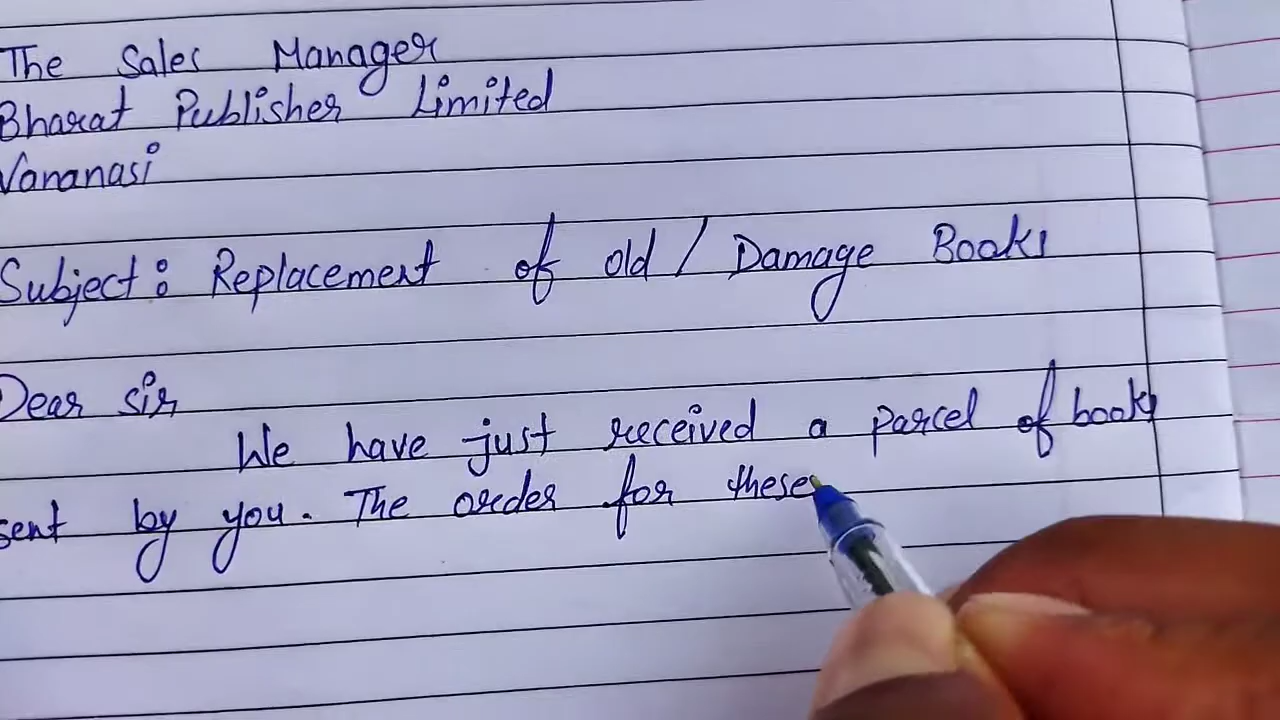 The Sales Manager
Bharat Publisher Limited
Varanasi
Subject: Replacement of old / Damage Books
Dear Sir
We have just received a parcel of books
sent by you. The order for these